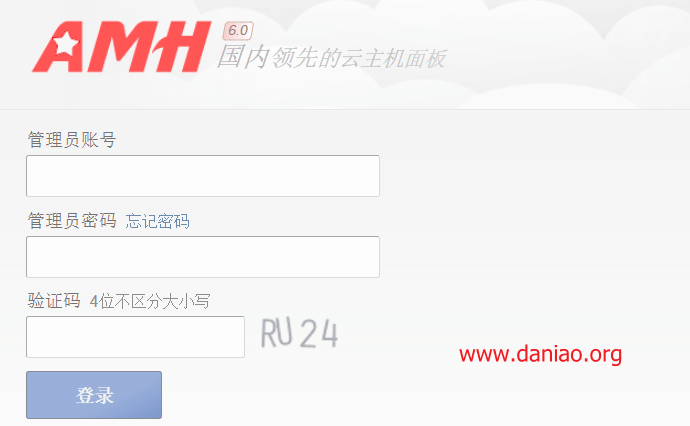 AMH 6.0
国内领先的云主机面板
管理员账号
管理员密码 忘记密码
验证码 4位不区分大小写
RU24
www.daniao.org
登录